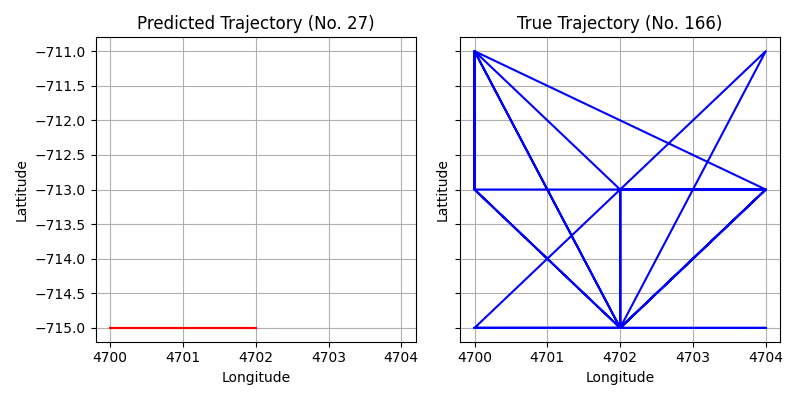 Predicted Trajectory (No. 27)
True Trajectory (No. 166)
Lattitude
−711.0
−711.5
−712.0
−712.5
−713.0
−713.5
−714.0
−714.5
−715.0
4700 4701 4702 4703 4704
Longitude
Lattitude
4700 4701 4702 4703 4704
Longitude